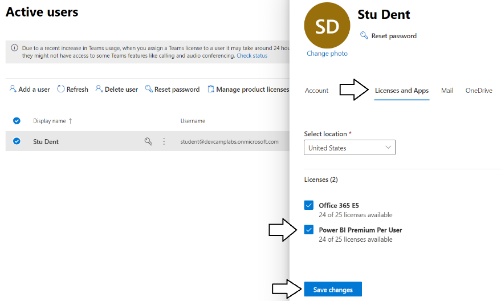 Active users
Due to a recent increase in Teams usage, when you assign a Teams license to a user it may take around 24 hou
they might not have access to some Teams features like calling and audio conferencing. Check status
Add a user
Refresh
Delete user
Reset password
Manage product licenses
Display name ↑
Username
Stu Dent
student@devcamplabs.onmicrosoft.com
SD
Change photo
Stu Dent
Reset password
Account
Licenses and Apps
Mail
OneDrive
Select location *
United States
Licenses (2)
Office 365 E5
24 of 25 licenses available
Power BI Premium Per User
24 of 25 licenses available
Save changes